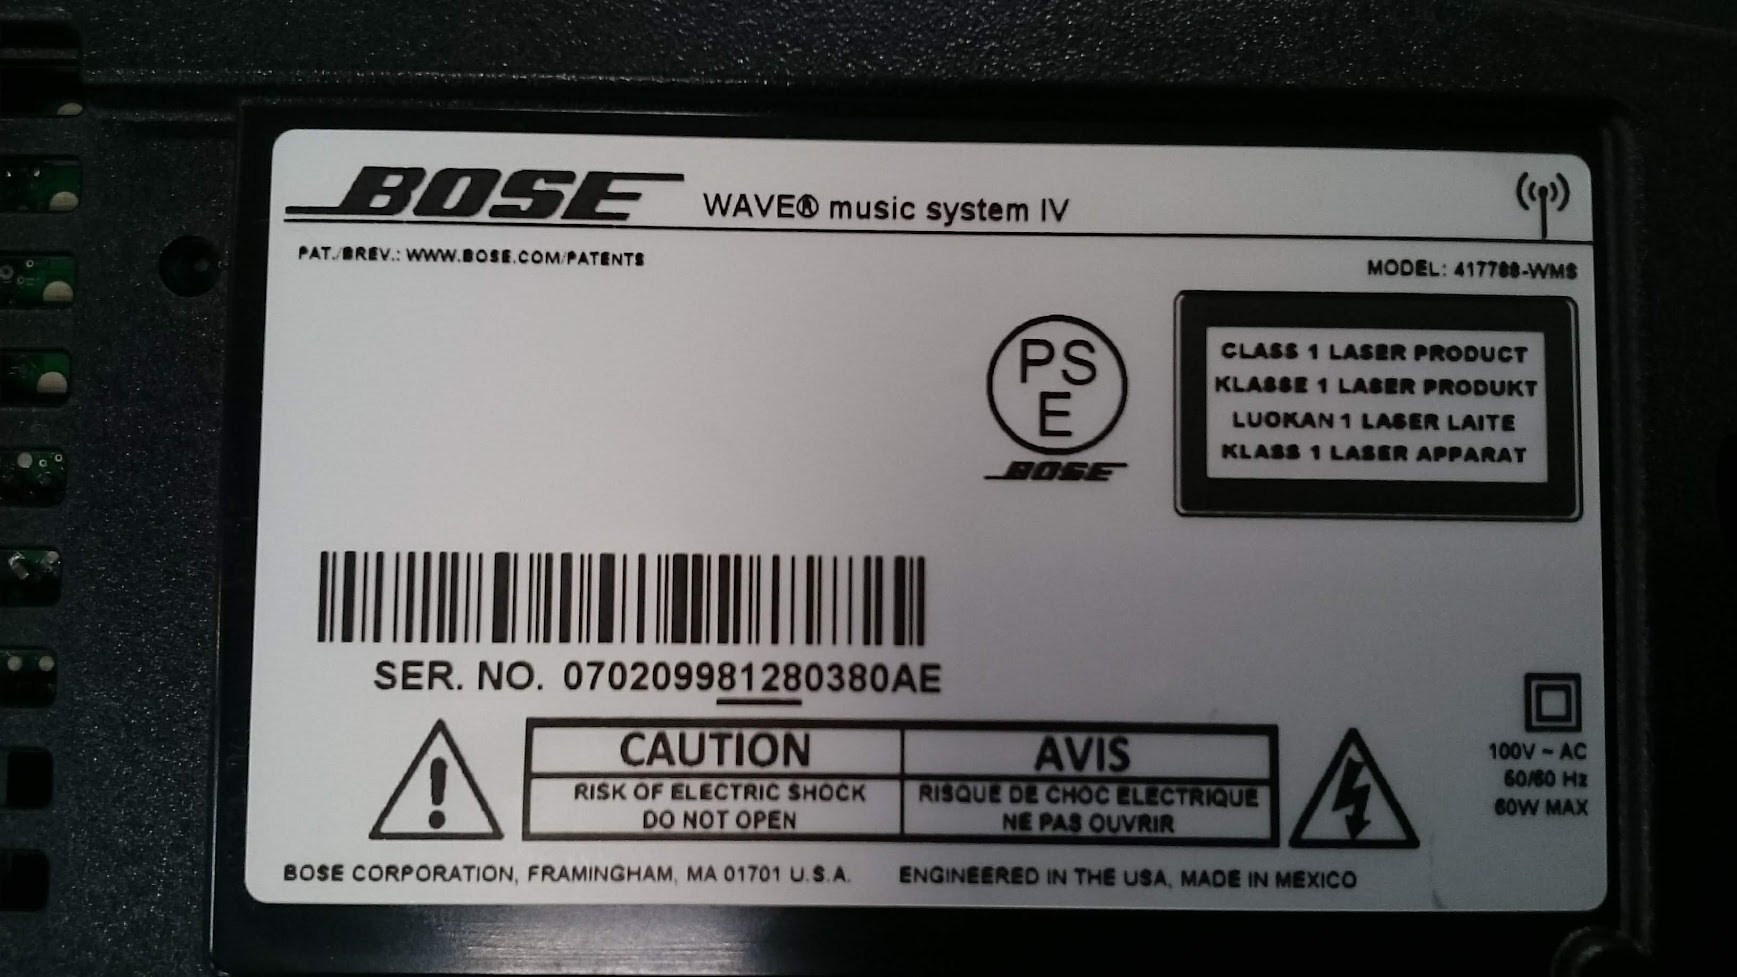 BOSE WAVE® music system IV
PAT./BREV.: WWW.BOSE.COM/PATENTS
MODEL: 417788-WMS
PS
E
BOSE
CLASS 1 LASER PRODUCT
KLASSE 1 LASER PRODUKT
LUOKAN 1 LASER LAITE
KLASS 1 LASER APPARAT
SER. NO. 070209981280380AE
CAUTION
RISK OF ELECTRIC SHOCK
DO NOT OPEN
AVIS
RISQUE DE CHOC ELECTRIQUE
NE PAS OUVRIR
100V ~ AC
50/60 Hz
60W MAX
BOSE CORPORATION, FRAMINGHAM, MA 01701 U.S.A. ENGINEERED IN THE USA, MADE IN MEXICO